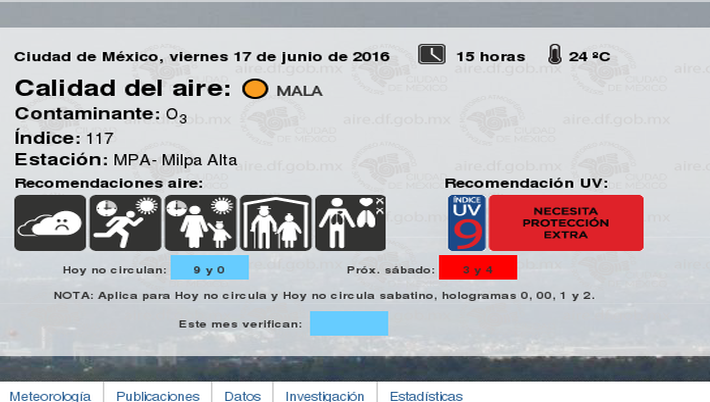 Ciudad de México, viernes 17 de junio de 2016 15 horas 24 ºC
Calidad del aire: MALA
Contaminante: O3
Índice: 117
Estación: MPA- Milpa Alta
Recomendaciones aire: Recomendación UV:
ÍNDICE
UV
9
NECESITA
PROTECCIÓN
EXTRA
Hoy no circulan: 9 y 0 Próx. sábado: 3 y 4
NOTA: Aplica para Hoy no circula y Hoy no circula sabatino, hologramas 0, 00, 1 y 2.
Este mes verifican:
Meteorología Publicaciones Datos Investigación Estadísticas
aire.df.gob.mx
CIUDAD
DE MÉXICO